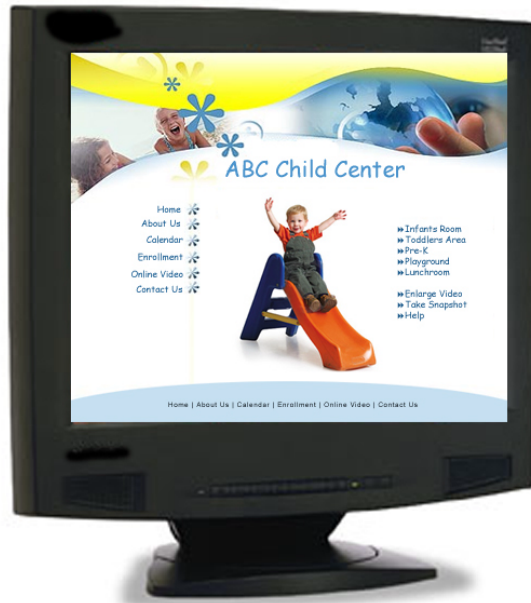 ABC Child Center
Home
About Us
Calendar
Enrollment
Online Video
Contact Us
Infants Room
Toddlers Area
Pre-K
Playground
Lunchroom
Enlarge Video
Take Snapshot
Help
Home | About Us | Calendar | Enrollment | Online Video | Contact Us